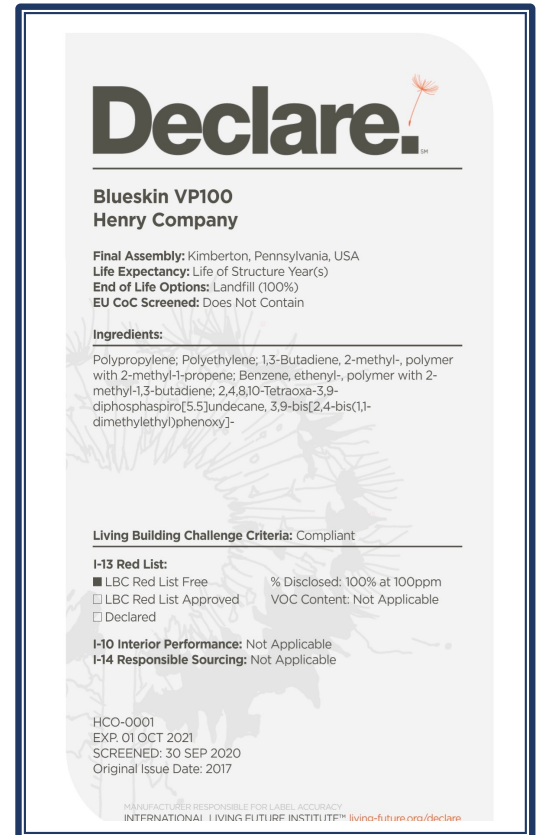 Declare. SM
Blueskin VP100
Henry Company
Final Assembly: Kimberton, Pennsylvania, USA
Life Expectancy: Life of Structure Year(s)
End of Life Options: Landfill (100%)
EU CoC Screened: Does Not Contain
Ingredients:
Polypropylene; Polyethylene; 1,3-Butadiene, 2-methyl-, polymer
with 2-methyl-1-propene; Benzene, ethenyl-, polymer with 2-
methyl-1,3-butadiene; 2,4,8,10-Tetraoxa-3,9-
diphosphaspiro[5.5]undecane, 3,9-bis[2,4-bis(1,1-
dimethylethyl)phenoxy]-
Living Building Challenge Criteria: Compliant
I-13 Red List:
■ LBC Red List Free % Disclosed: 100% at 100ppm
□ LBC Red List Approved VOC Content: Not Applicable
□ Declared
I-10 Interior Performance: Not Applicable
I-14 Responsible Sourcing: Not Applicable
HCO-0001
EXP. 01 OCT 2021
SCREENED: 30 SEP 2020
Original Issue Date: 2017
MANUFACTURER RESPONSIBLE FOR LABEL ACCURACY
INTERNATIONAL LIVING FUTURE INSTITUTE™ living-future.org/declare